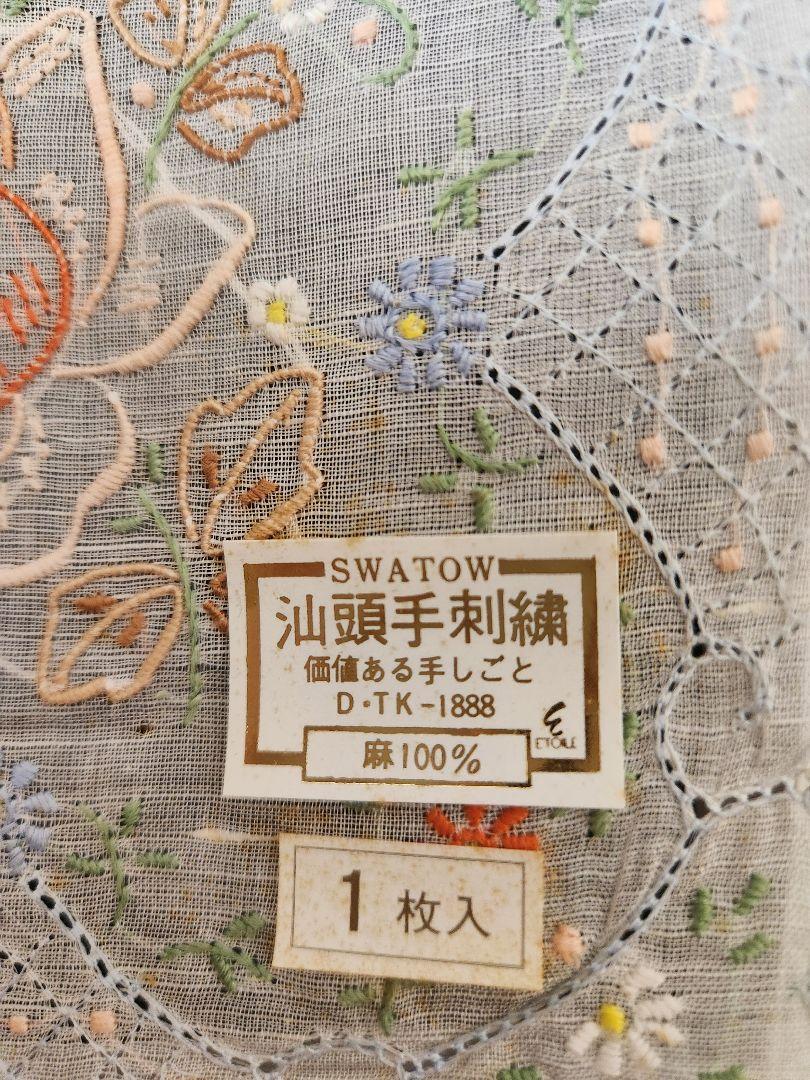 SWATOW
汕頭手刺繍
価値ある手しごと
D・TK-1888
ETOILE
麻100%
1枚入